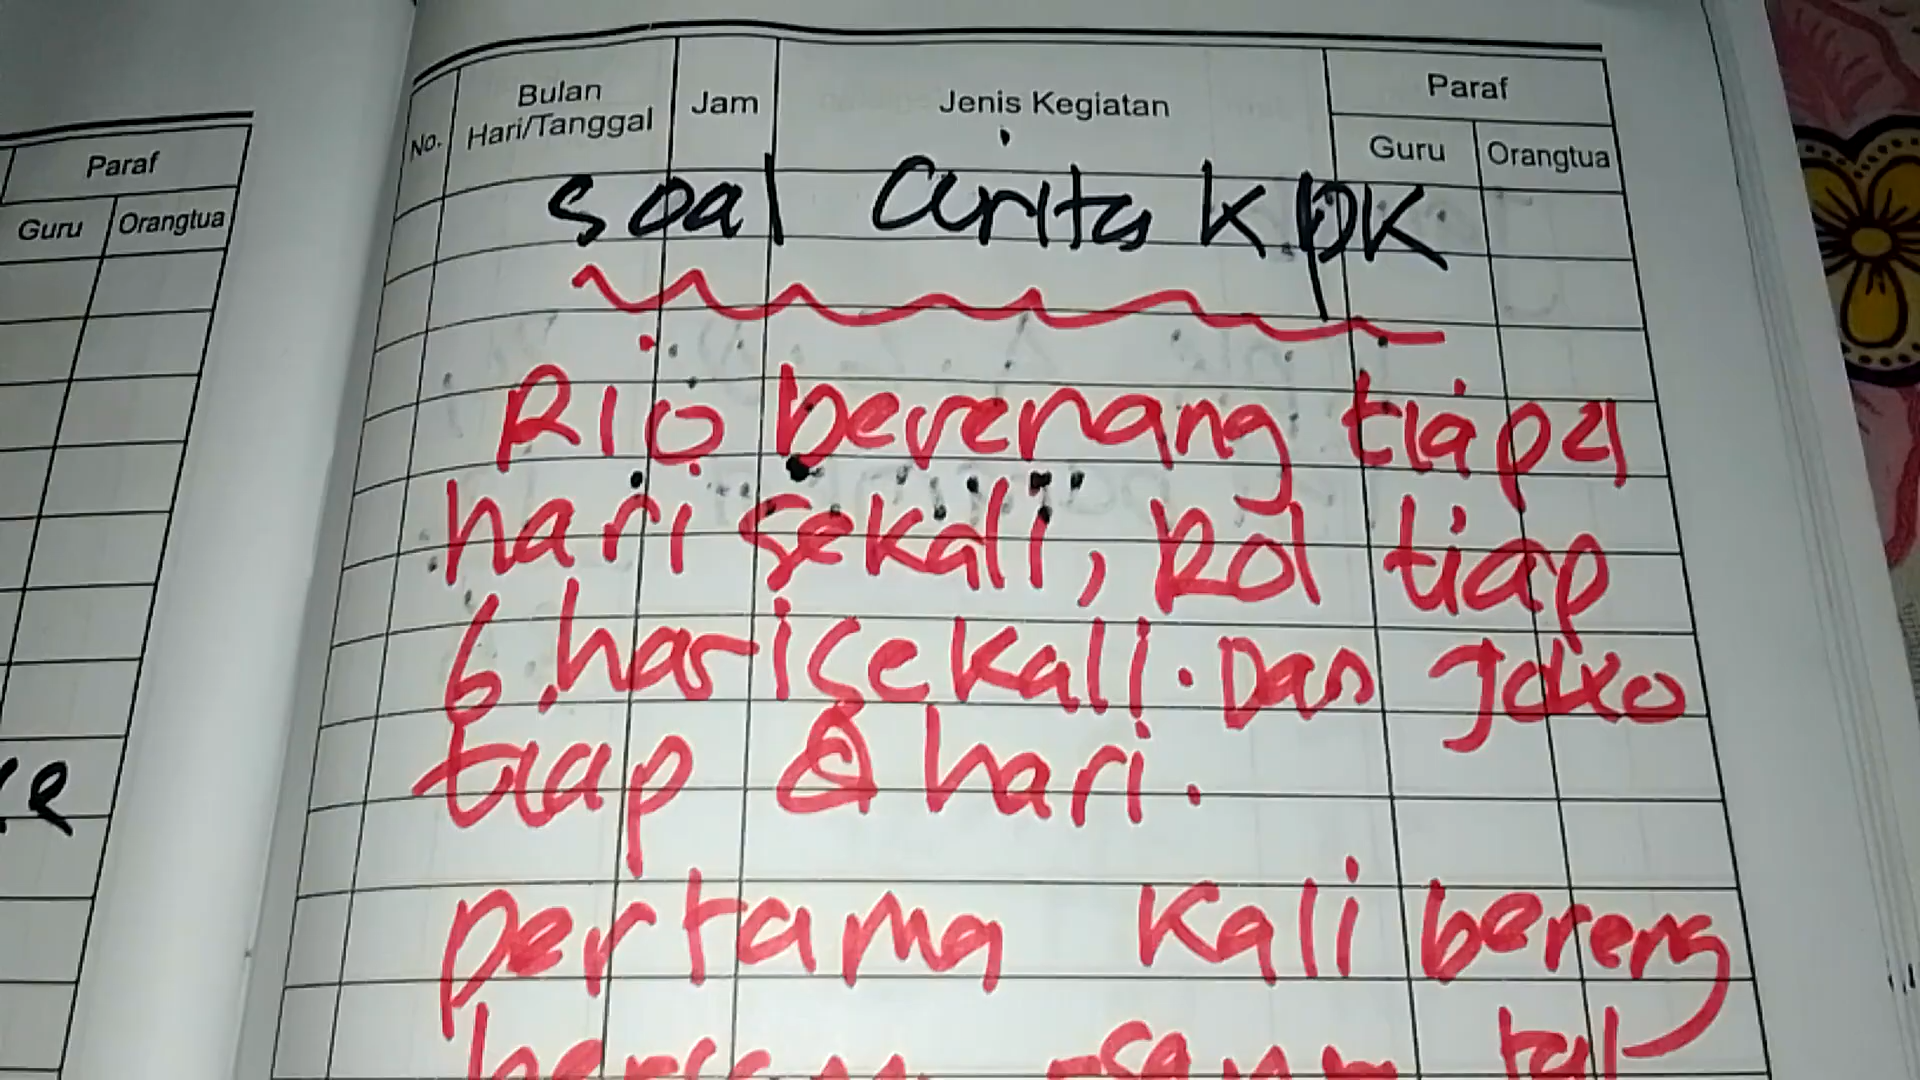 Paraf
Guru Orangtua
No. Bulan Hari/Tanggal Jam Jenis Kegiatan Paraf
Guru Orangtua
soal cerita KPK
Rio berenang tiap 4
hari sekali, Rol tiap
6 hari sekali. Dan Joko
tiap 8 hari.
pertama kali bereng